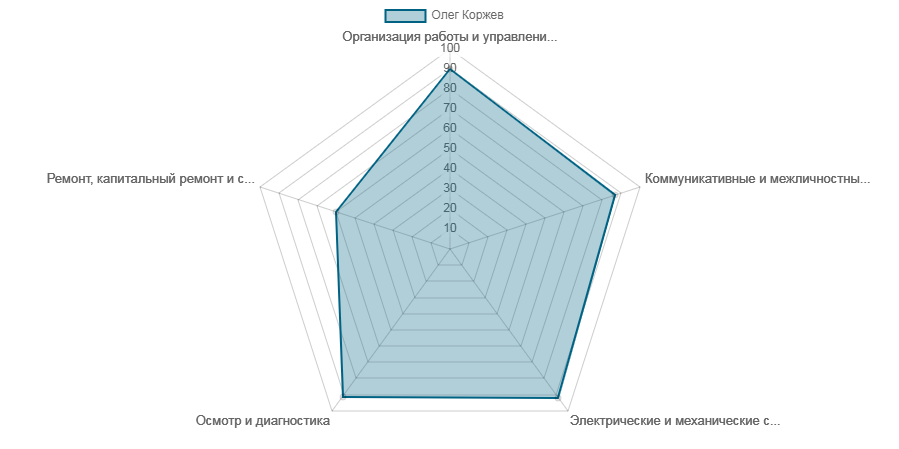 Олег Коржев
Организация работы и управлени...
100
90
80
70
60
50
40
30
20
10
Ремонт, капитальный ремонт и с...
Коммуникативные и межличностны...
Осмотр и диагностика
Электрические и механические с...